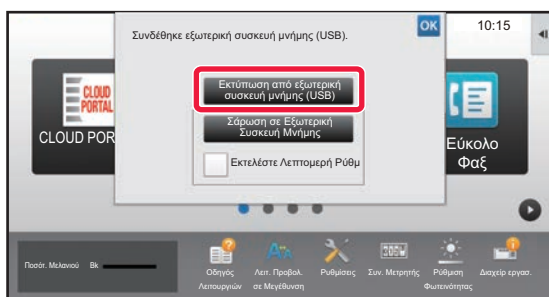 Συνδέθηκε εξωτερική συσκευή μνήμης (USB).
OK
10:15
Εκτύπωση από εξωτερική
συσκευή μνήμης (USB)
Σάρωση σε Εξωτερική
Συσκευή Μνήμης
Εκτελέστε Λεπτομερή Ρύθμ
CLOUD
PORTAL
CLOUD POR
Εύκολο
Φαξ
Ποσότ. Μελανιού Bk
Οδηγός
Λειτουργιών
Λειτ. Προβολ.
σε Μεγέθυνση
Ρυθμίσεις
Συν. Μετρητής
Ρύθμιση
Φωτεινότητας
Διαχείρ εργασ.